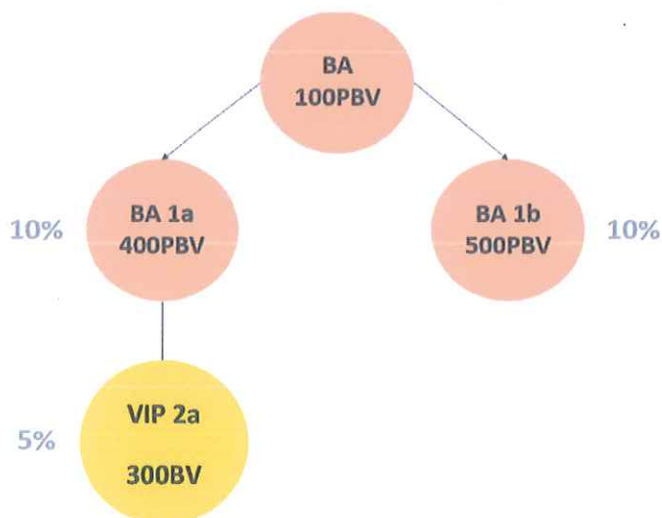 BA
100PBV
10%
BA 1a
400PBV
BA 1b
500PBV
10%
5%
VIP 2a
300BV